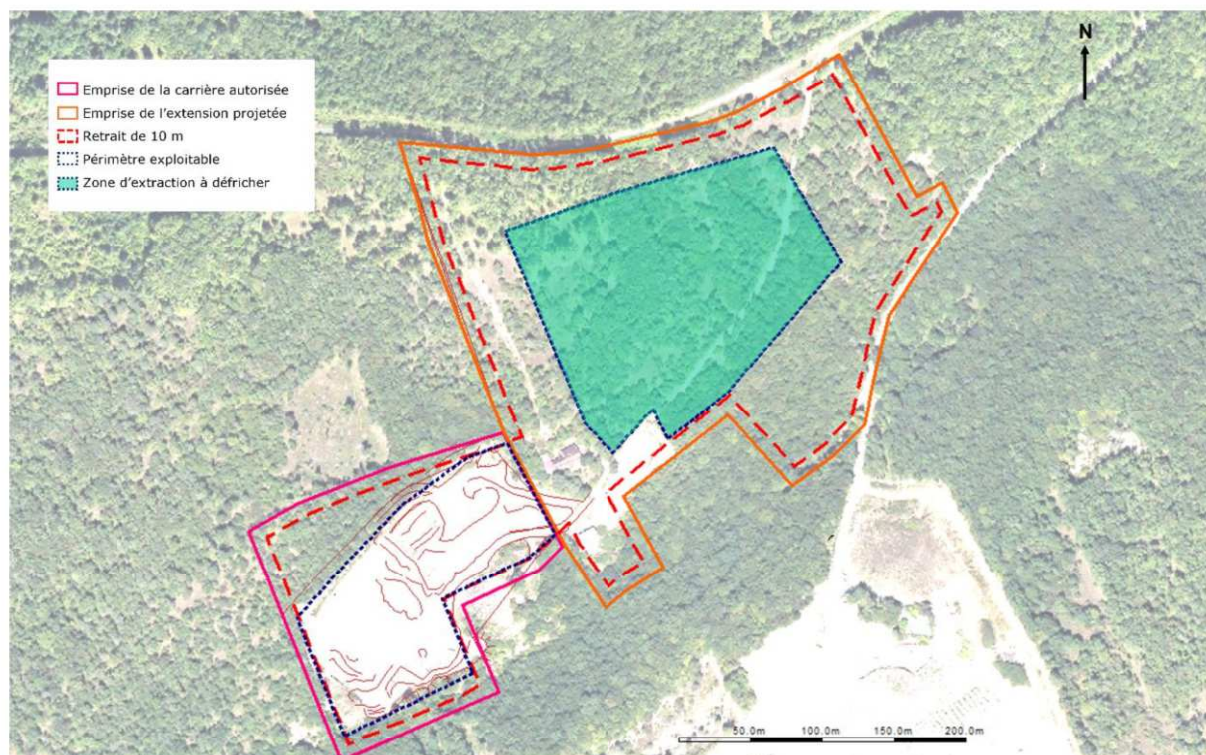 N
Emprise de la carrière autorisée
Emprise de l'extension projetée
Retrait de 10 m
Périmètre exploitable
Zone d'extraction à défricher
50.0m 100.0m 150.0m 200.0m